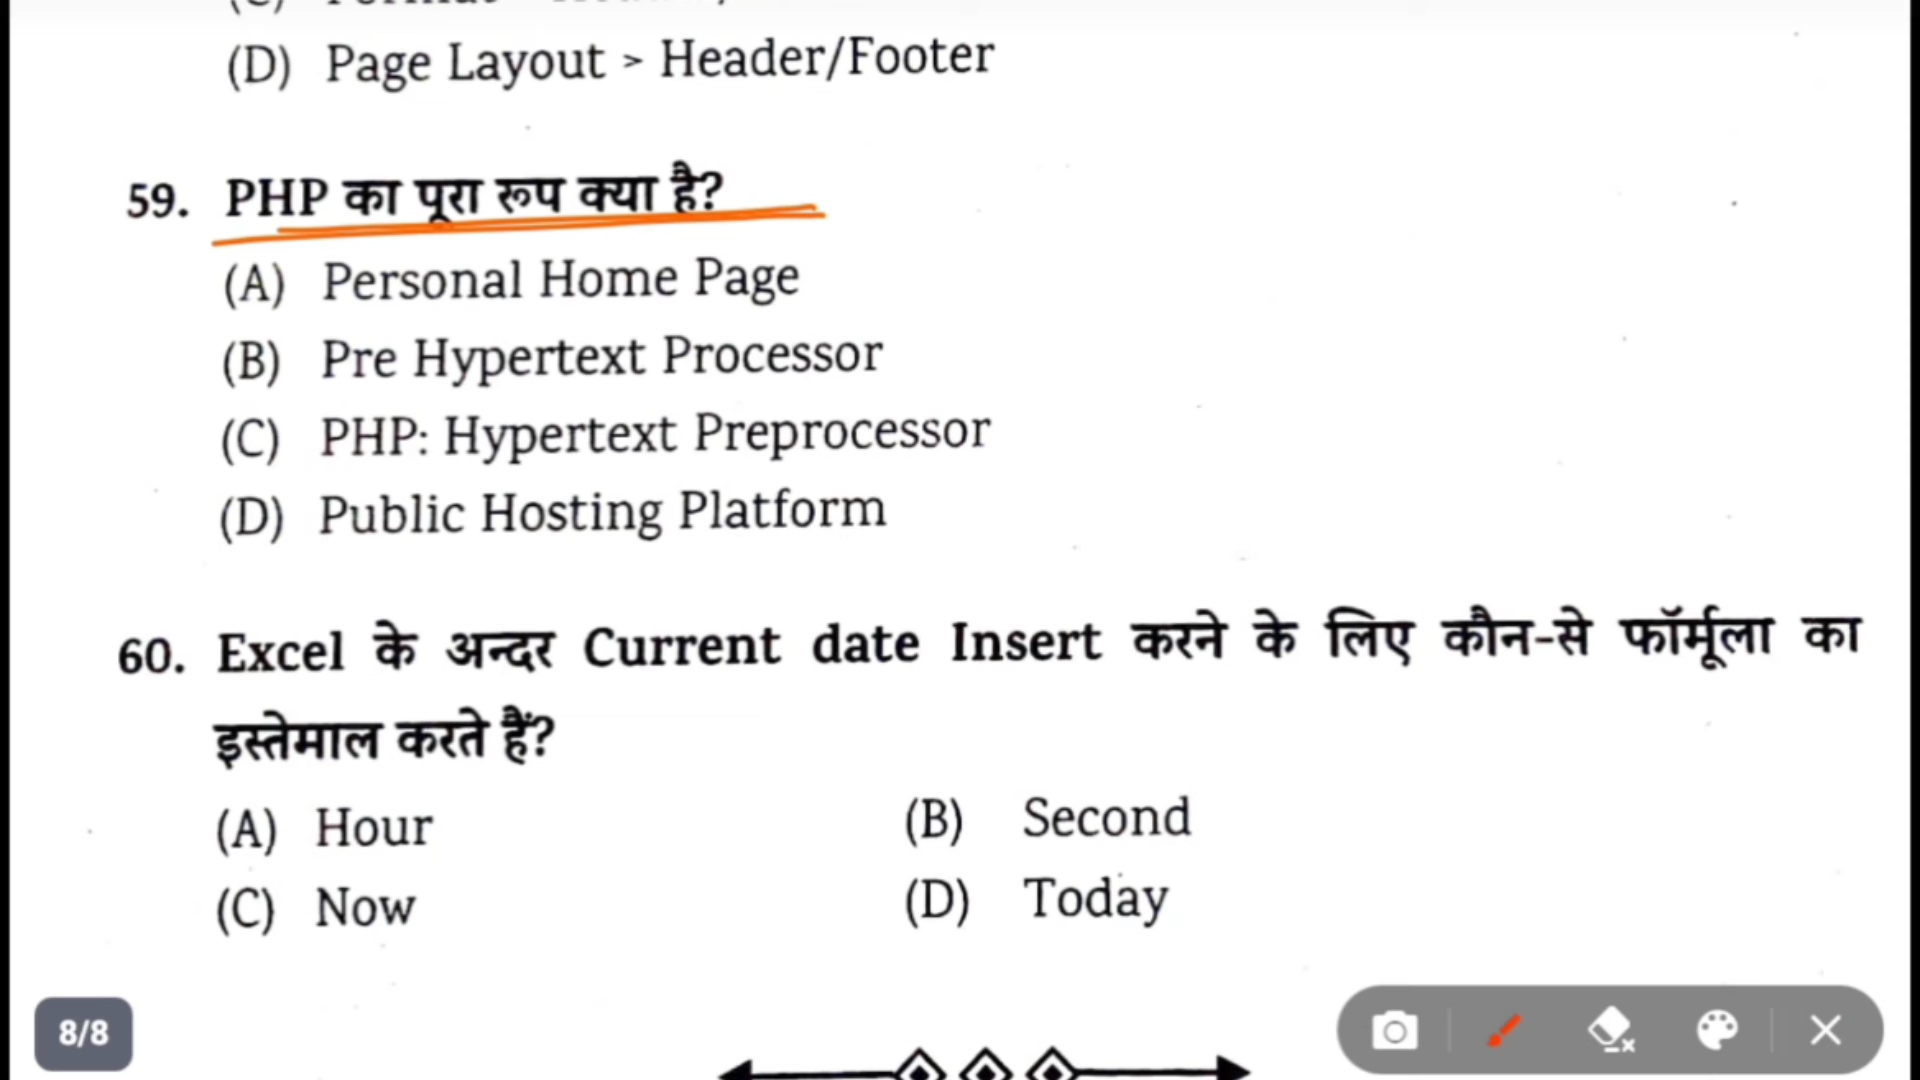 (D) Page Layout > Header/Footer
59. PHP का पूरा रूप क्या है?
(A) Personal Home Page
(B) Pre Hypertext Processor
(C) PHP: Hypertext Preprocessor
(D) Public Hosting Platform
60. Excel के अन्दर Current date Insert करने के लिए कौन-से फॉर्मूला का
इस्तेमाल करते हैं?
(A) Hour (B) Second
(C) Now (D) Today
8/8